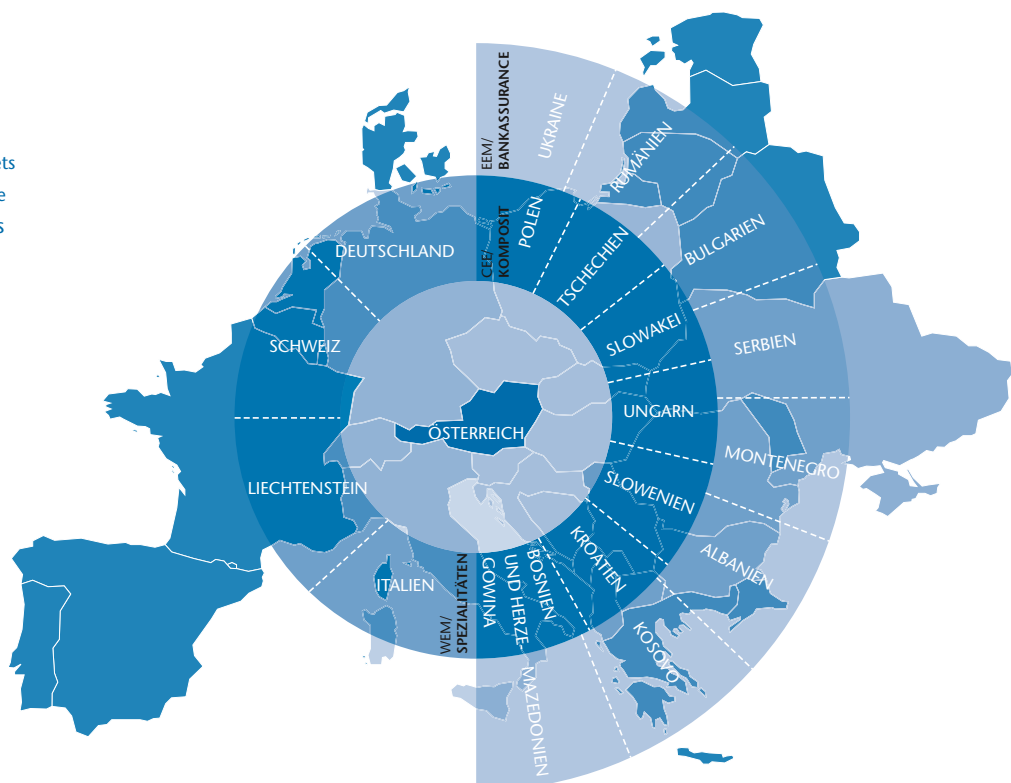 ets
e
s
EEM/
BANKASSURANCE
UKRAINE
RUMÄNIEN
BULGARIEN
SERBIEN
MONTENEGRO
ALBANIEN
KOSOVO
MAZEDONIEN
CEE/
KOMPOSIT
POLEN
TSCHECHIEN
SLOWAKEI
UNGARN
SLOWENIEN
KROATIEN
BOSNIEN
UND HERZE-
GOWINA
WEM/
SPEZIALITÄTEN
DEUTSCHLAND
SCHWEIZ
LIECHTENSTEIN
ITALIEN
ÖSTERREICH